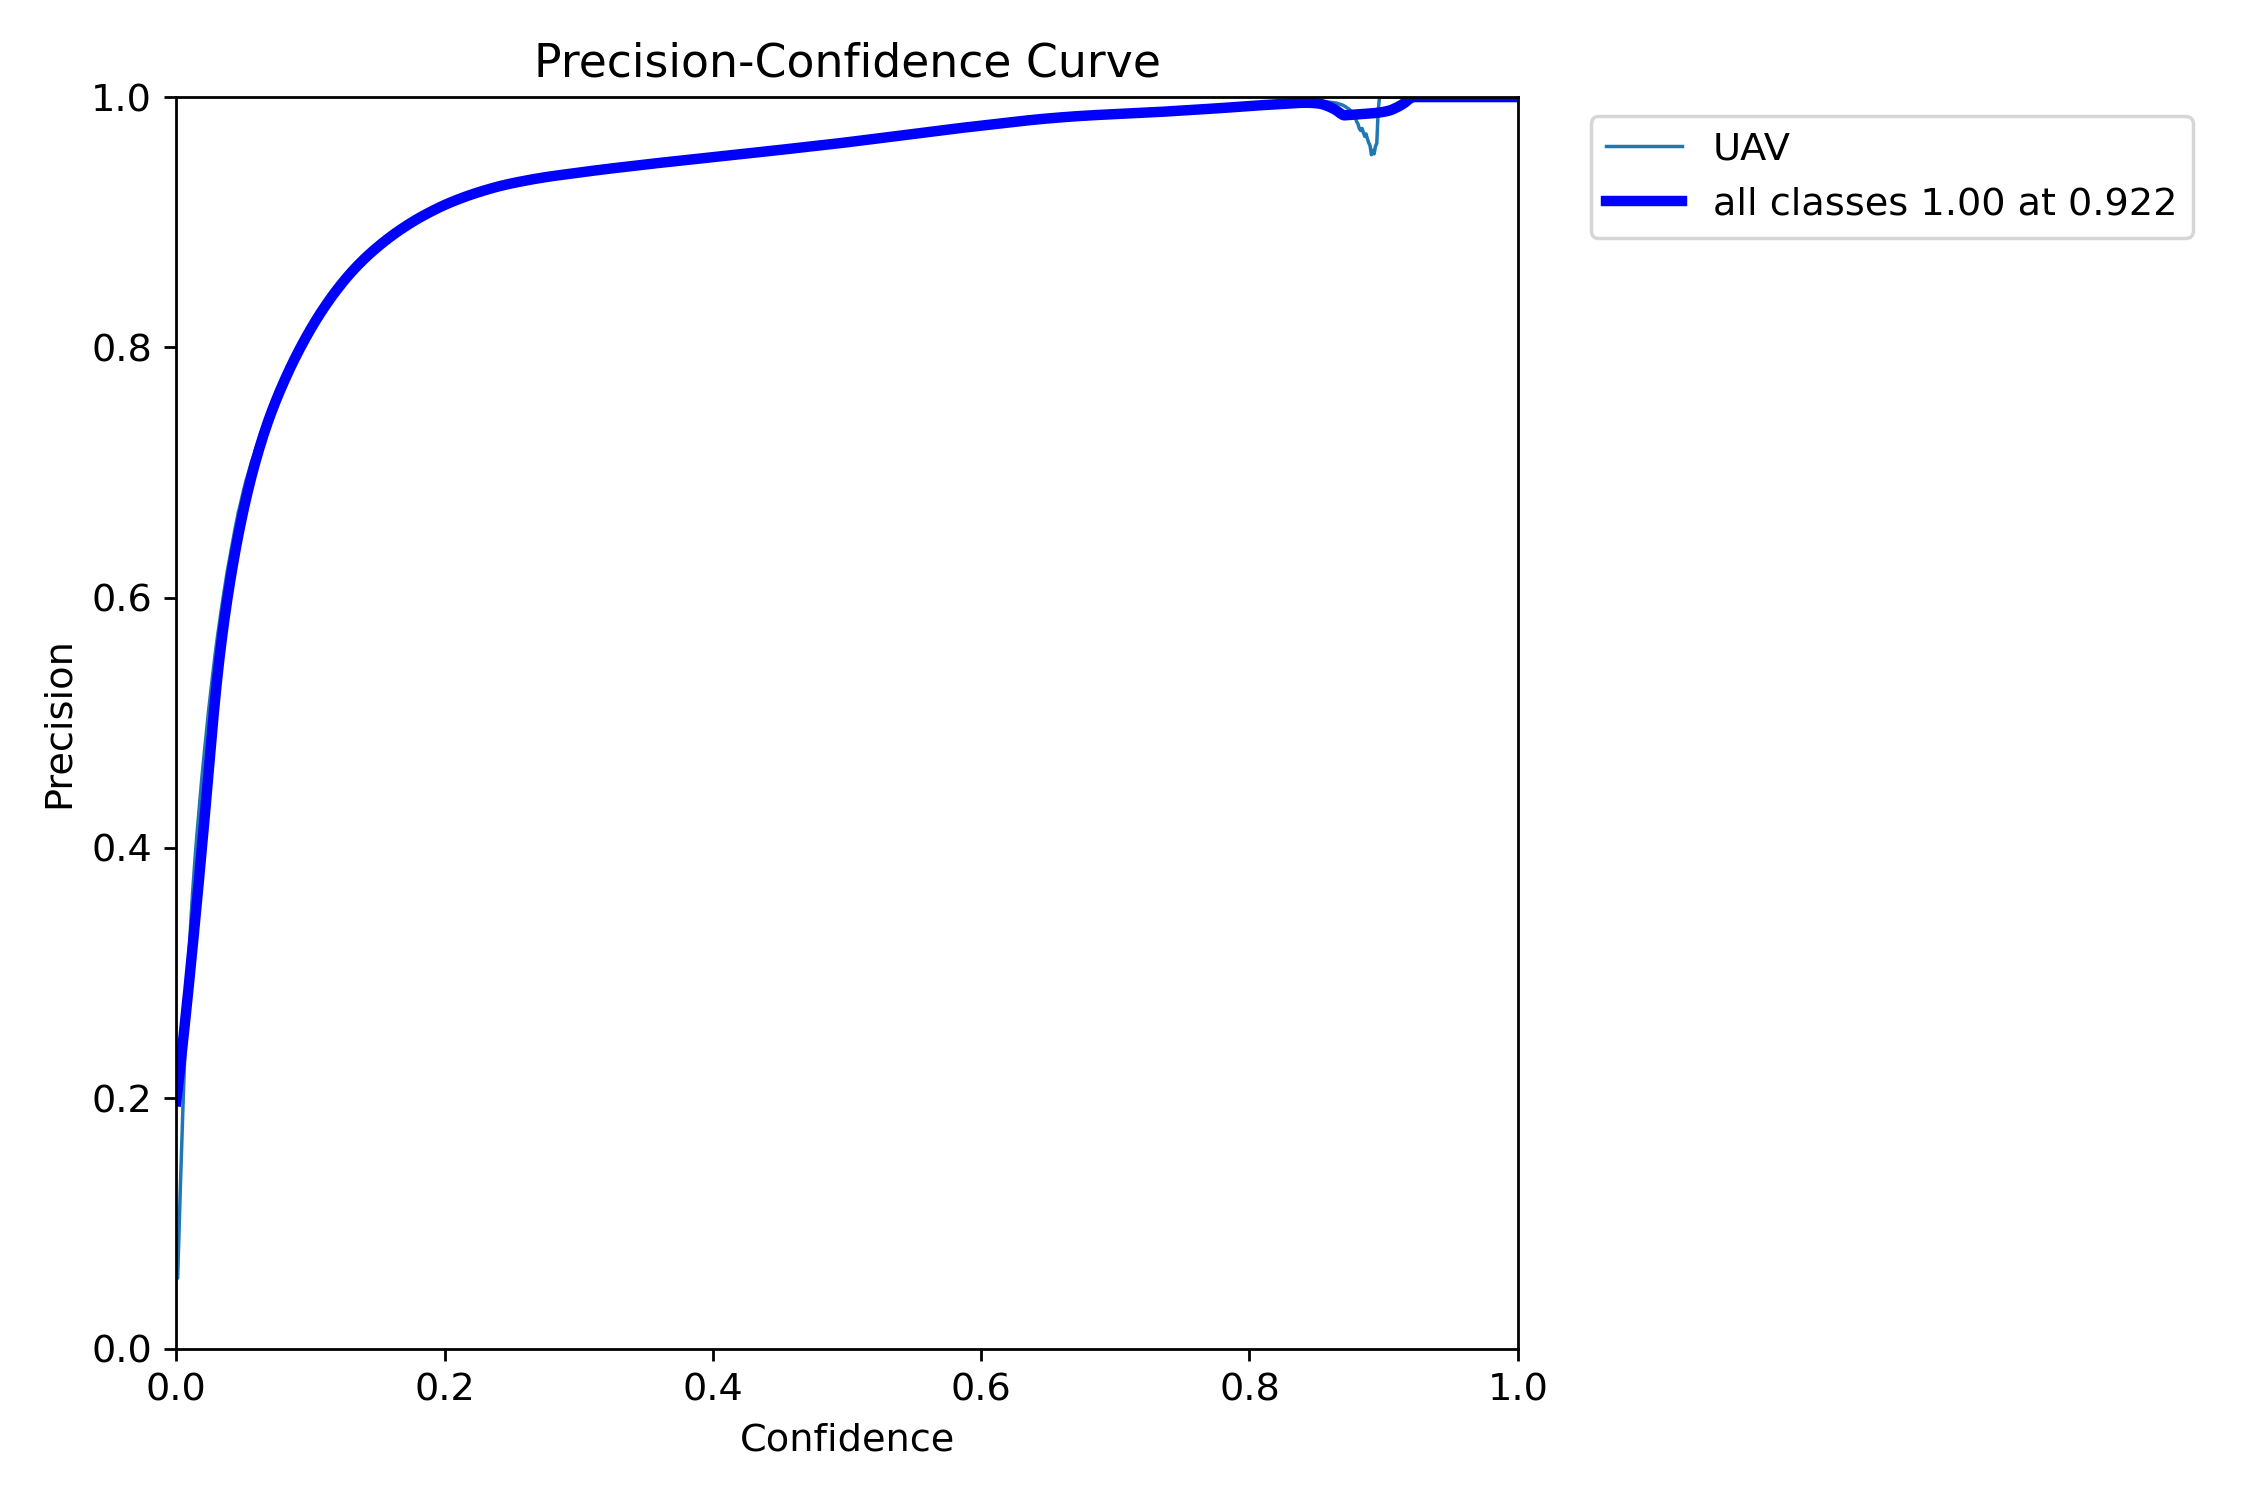 Precision-Confidence Curve
1.0
0.8
0.6
0.4
0.2
0.0
Precision
0.0 0.2 0.4 0.6 0.8 1.0
Confidence
UAV
all classes 1.00 at 0.922